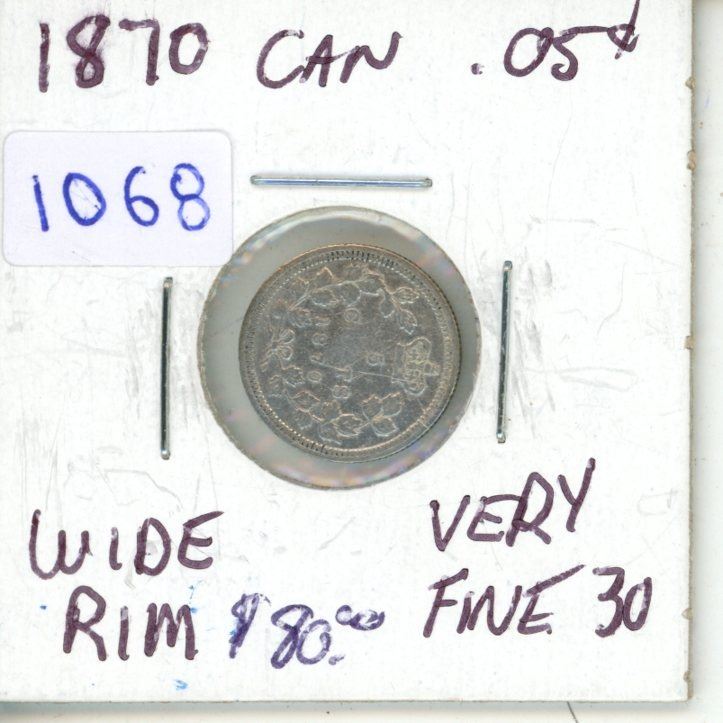 1870 CAN .05¢
1068
WIDE
RIM $80.00
VERY
FINE 30